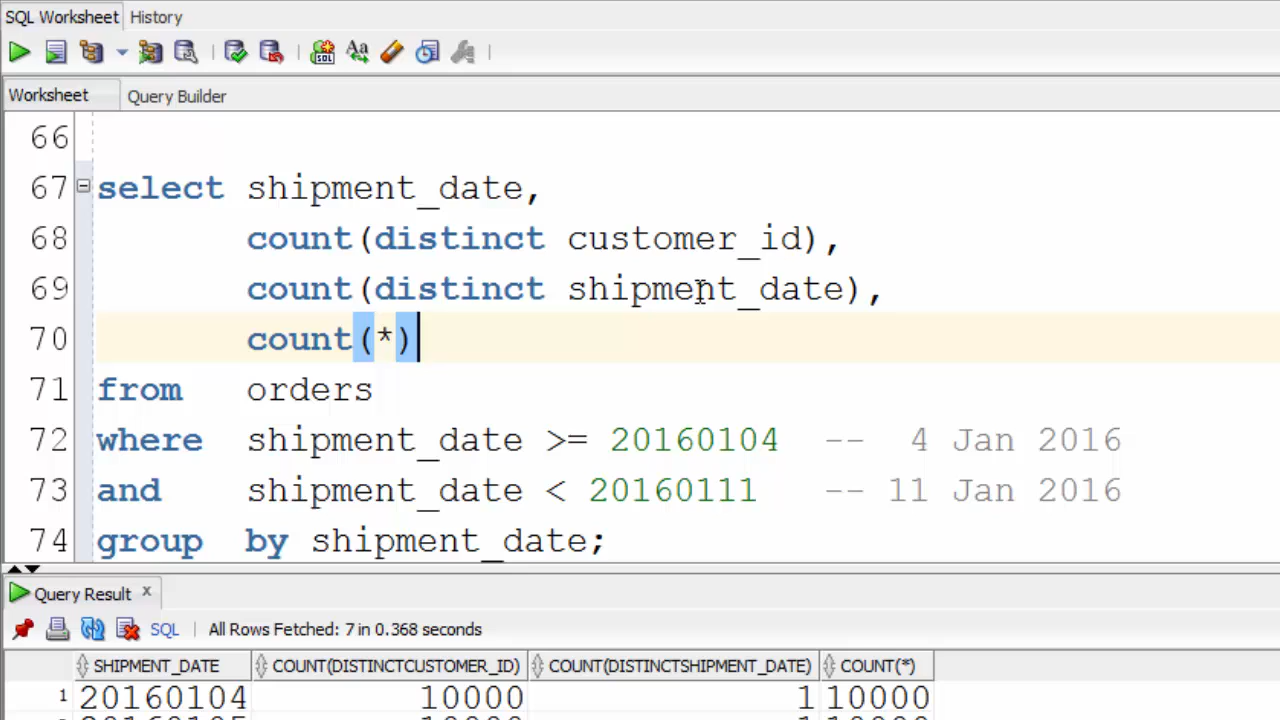 SQL Worksheet History
Worksheet Query Builder
66
67 select shipment_date,
68 count(distinct customer_id),
69 count(distinct shipment_date),
70 count(*)
71 from orders
72 where shipment_date >= 20160104 -- 4 Jan 2016
73 and shipment_date < 20160111 -- 11 Jan 2016
74 group by shipment_date;
Query Result x
SQL | All Rows Fetched: 7 in 0.368 seconds
SHIPMENT_DATE COUNT(DISTINCTCUSTOMER_ID) COUNT(DISTINCTSHIPMENT_DATE) COUNT(*)
1 20160104 10000 1 10000